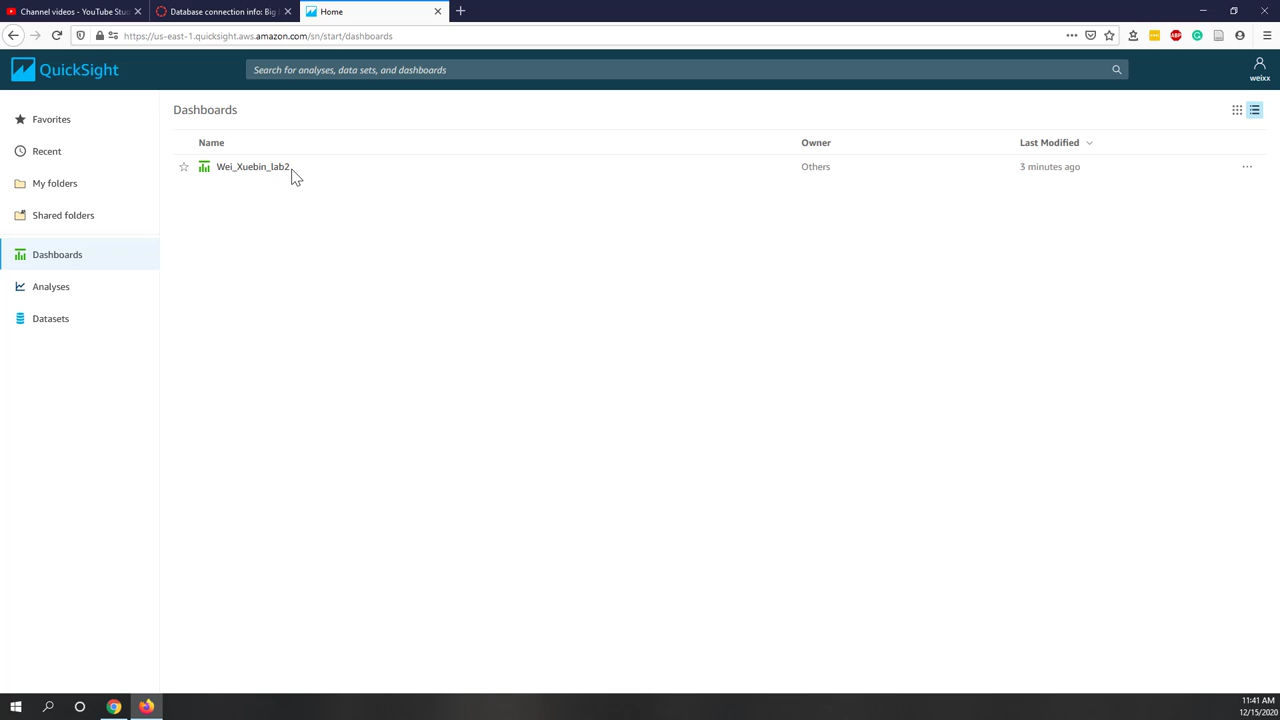 Channel videos - YouTube Stud
Database connection info: Big
Home
https://us-east-1.quicksight.aws.amazon.com/sn/start/dashboards
QuickSight
Search for analyses, data sets, and dashboards
weixx
Favorites
Recent
My folders
Shared folders
Dashboards
Analyses
Datasets
Dashboards
Name
Owner
Last Modified
Wei_Xuebin_lab2
Others
3 minutes ago
ABP
11:41 AM
12/15/2020